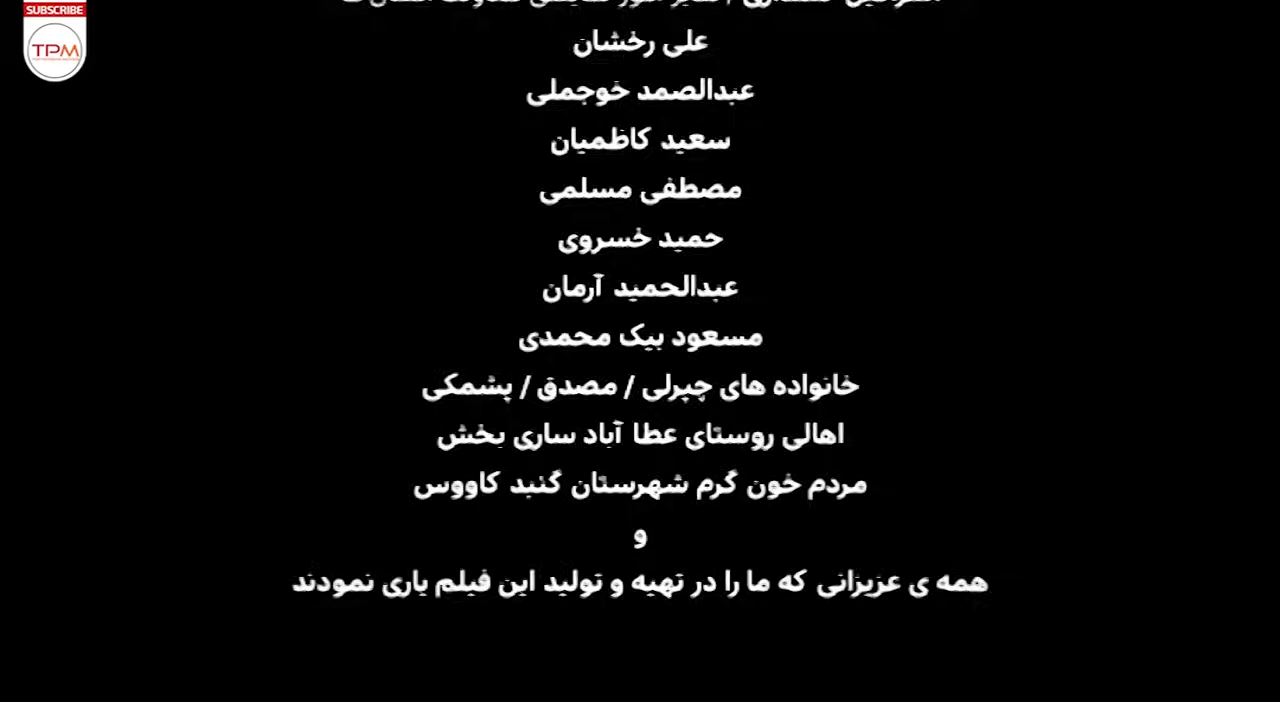 SUBSCRIBE
TPM
علی رخشان
عبدالصمد خوجملی
سعید کاظمیان
مصطفی مسلمی
حمید خسروی
عبدالحمید آرمان
مسعود بیک محمدی
خانواده های چپرلی / مصدق / پشمکی
اهالی روستای عطا آباد ساری بخش
مردم خون گرم شهرستان گنبد کاووس
و
همه ی عزیزانی که ما را در تهیه و تولید این فیلم یاری نمودند